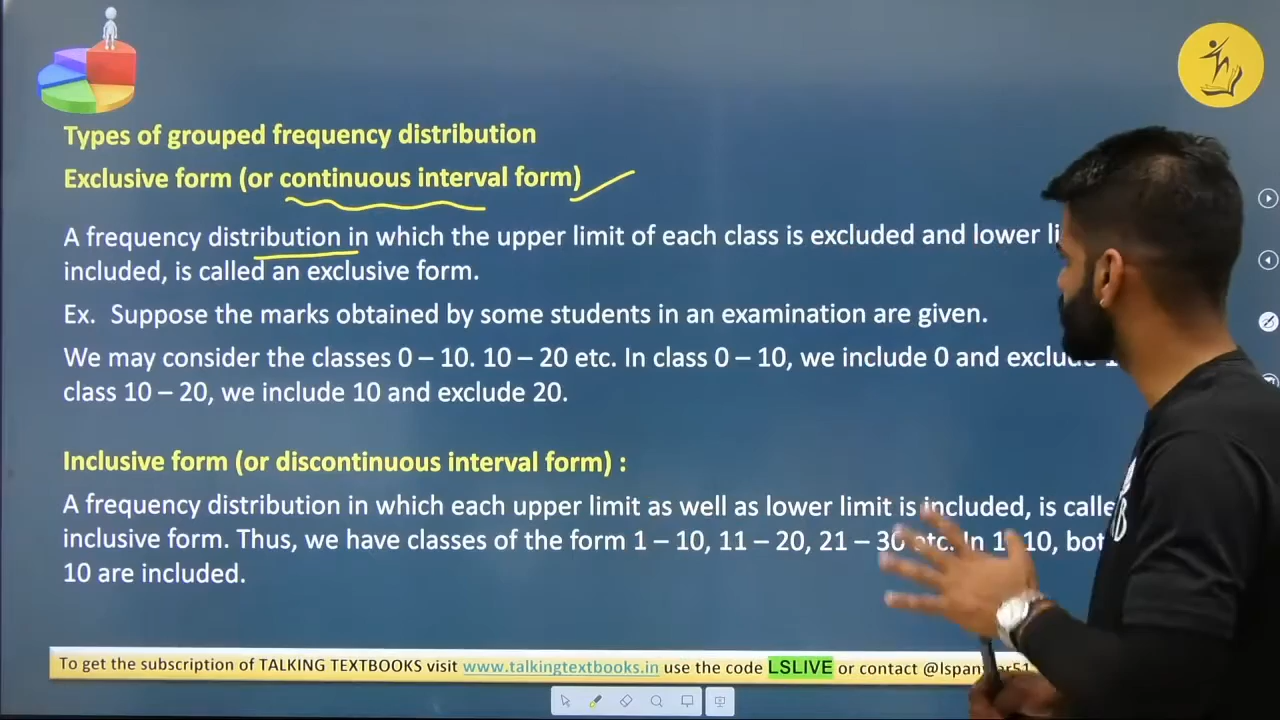 Types of grouped frequency distribution
Exclusive form (or continuous interval form)
A frequency distribution in which the upper limit of each class is excluded and lower
included, is called an exclusive form.
Ex. Suppose the marks obtained by some students in an examination are given.
We may consider the classes 0 – 10. 10 – 20 etc. In class 0 – 10, we include 0 and
class 10 – 20, we include 10 and exclude 20.
Inclusive form (or discontinuous interval form) :
A frequency distribution in which each upper limit as well as lower limit is included, is
inclusive form. Thus, we have classes of the form 1 – 10, 11 – 20, 21 – 30 etc. In 1 10,
10 are included.
To get the subscription of TALKING TEXTBOOKS visit www.talkingtextbooks.in use the code LSLIVE or contact